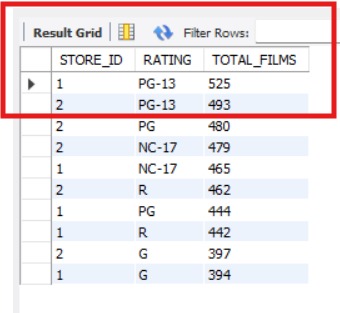 Result Grid Filter Rows:
STORE_ID RATING TOTAL_FILMS
1 PG-13 525
2 PG-13 493
2 PG 480
2 NC-17 479
1 NC-17 465
2 R 462
1 PG 444
1 R 442
2 G 397
1 G 394